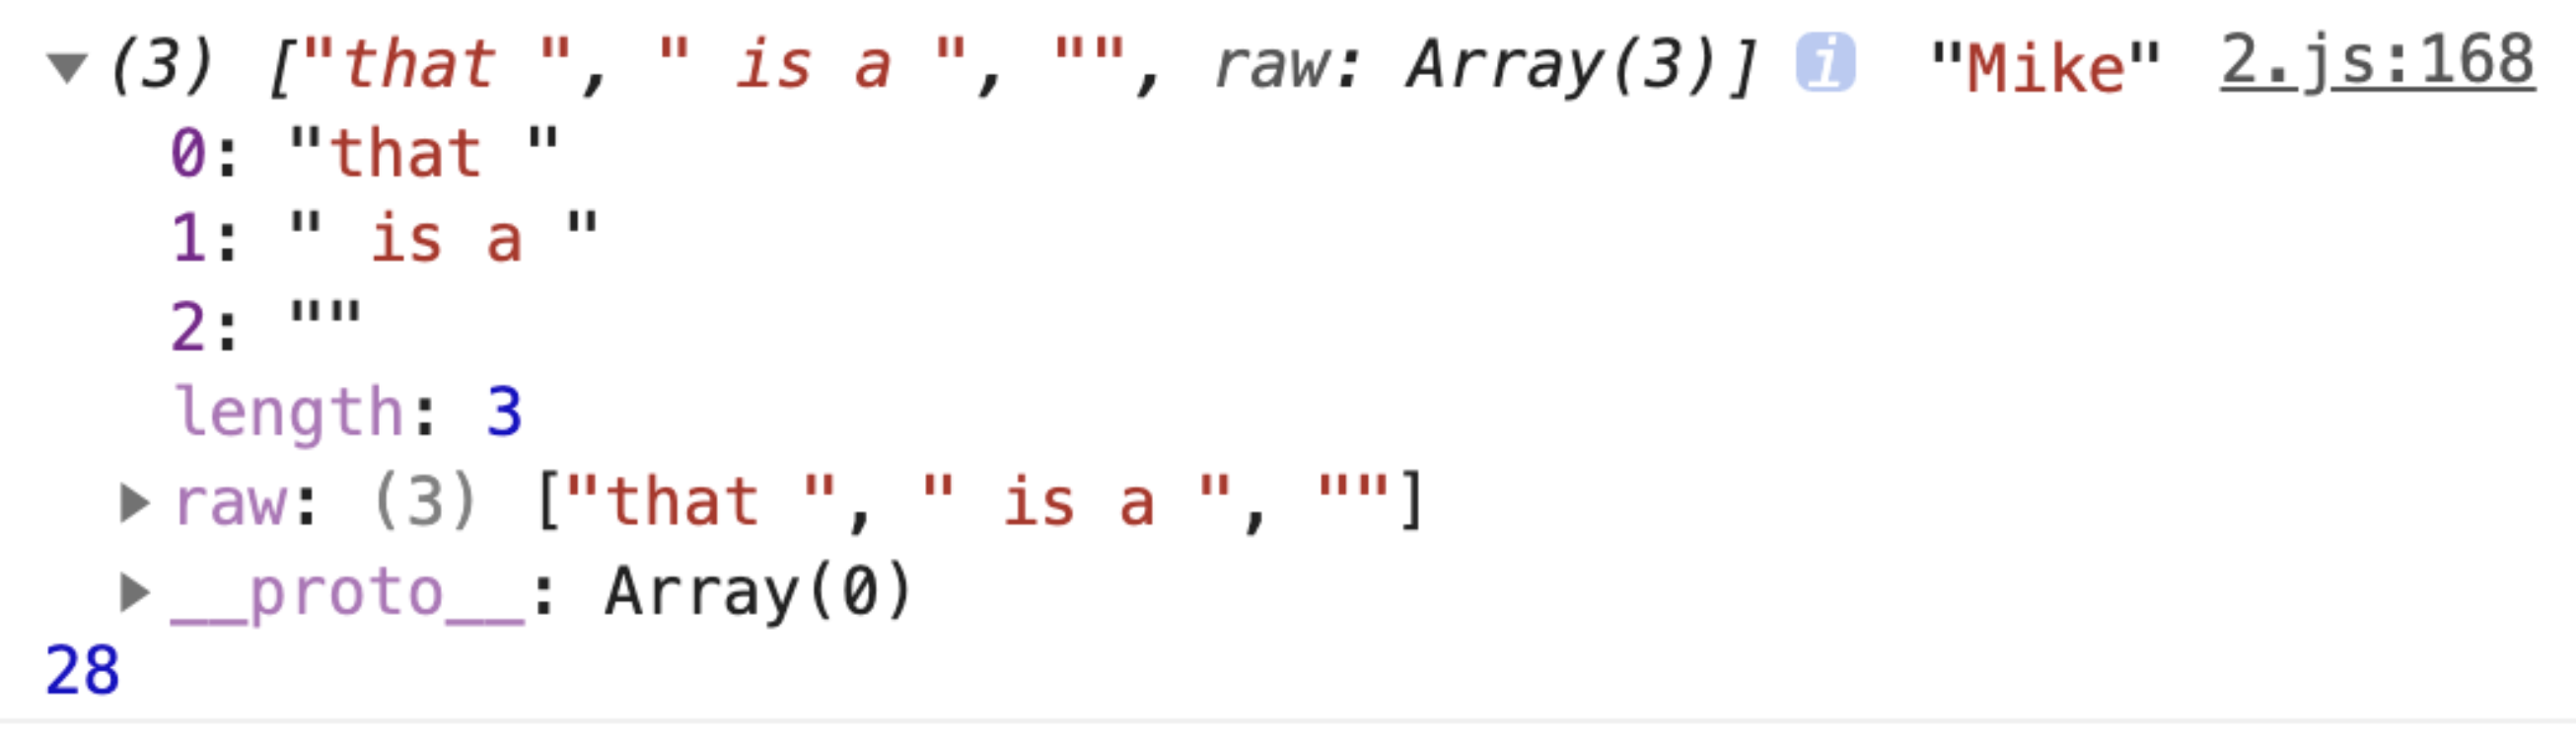 ▼(3) ["that ", " is a ", "", raw: Array(3)] i "Mike" 2.js:168
0: "that "
1: " is a "
2: ""
length: 3
▶ raw: (3) ["that ", " is a ", ""]
▶ __proto__: Array(0)
28